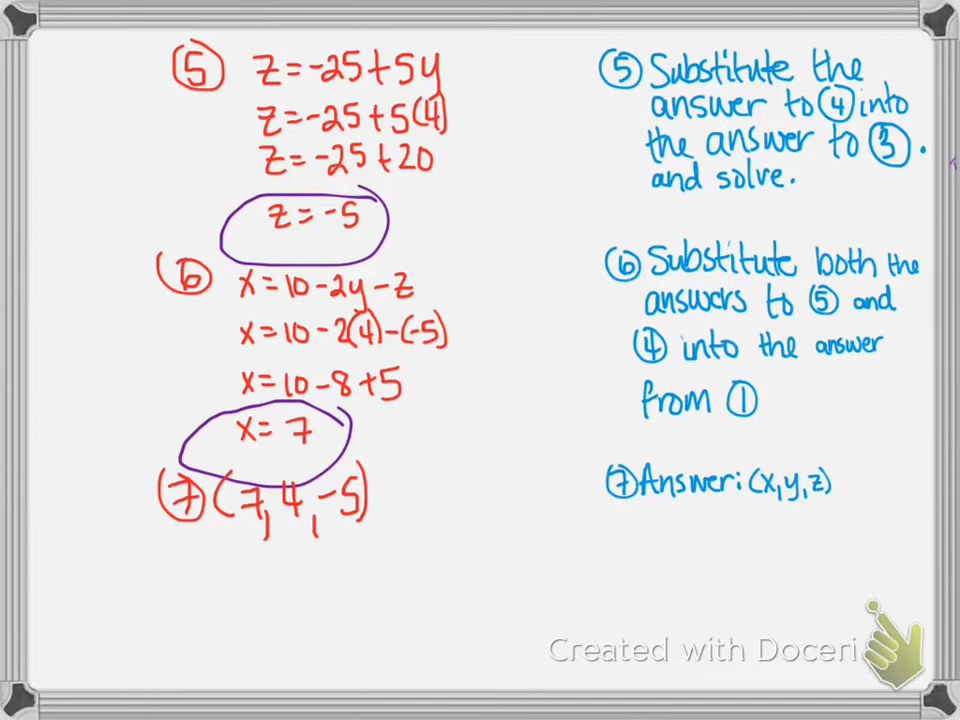 ⑤ z = -25 + 5y
z = -25 + 5(4)
z = -25 + 20
z = -5
⑥ x = 10 - 2y - z
x = 10 - 2(4) - (-5)
x = 10 - 8 + 5
x = 7
⑦ (7, 4, -5)
⑤ Substitute the
answer to ④ into
the answer to ③.
and solve.
⑥ Substitute both the
answers to ⑤ and
④ into the answer
from ①
⑦ Answer: (x, y, z)
Created with Doceri